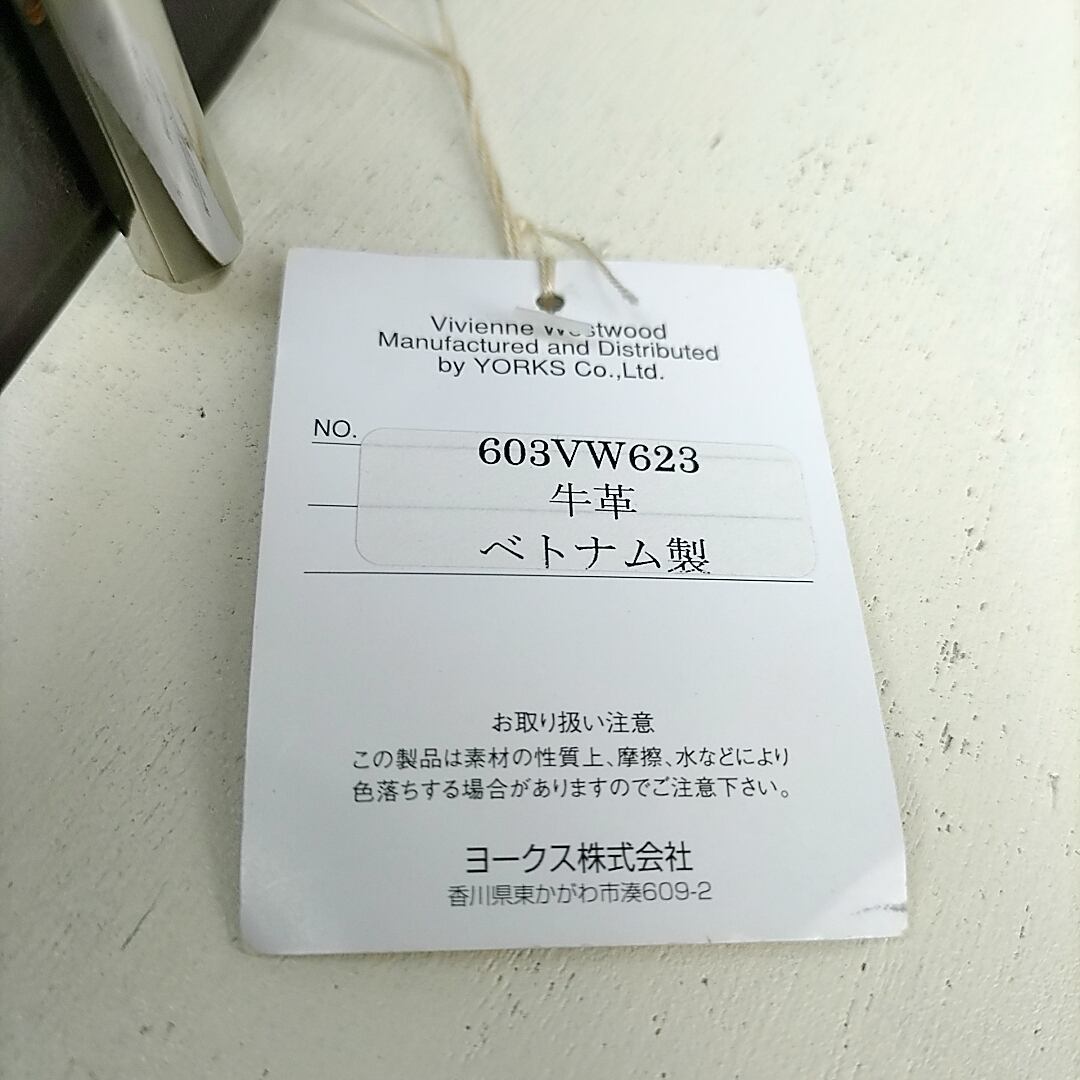 Vivienne Westwood
Manufactured and Distributed
by YORKS Co.,Ltd.
NO.
603VW623
牛革
ベトナム製
お取り扱い注意
この製品は素材の性質上、摩擦、水などにより
色落ちする場合がありますのでご注意下さい。
ヨークス株式会社
香川県東かがわ市湊609-2